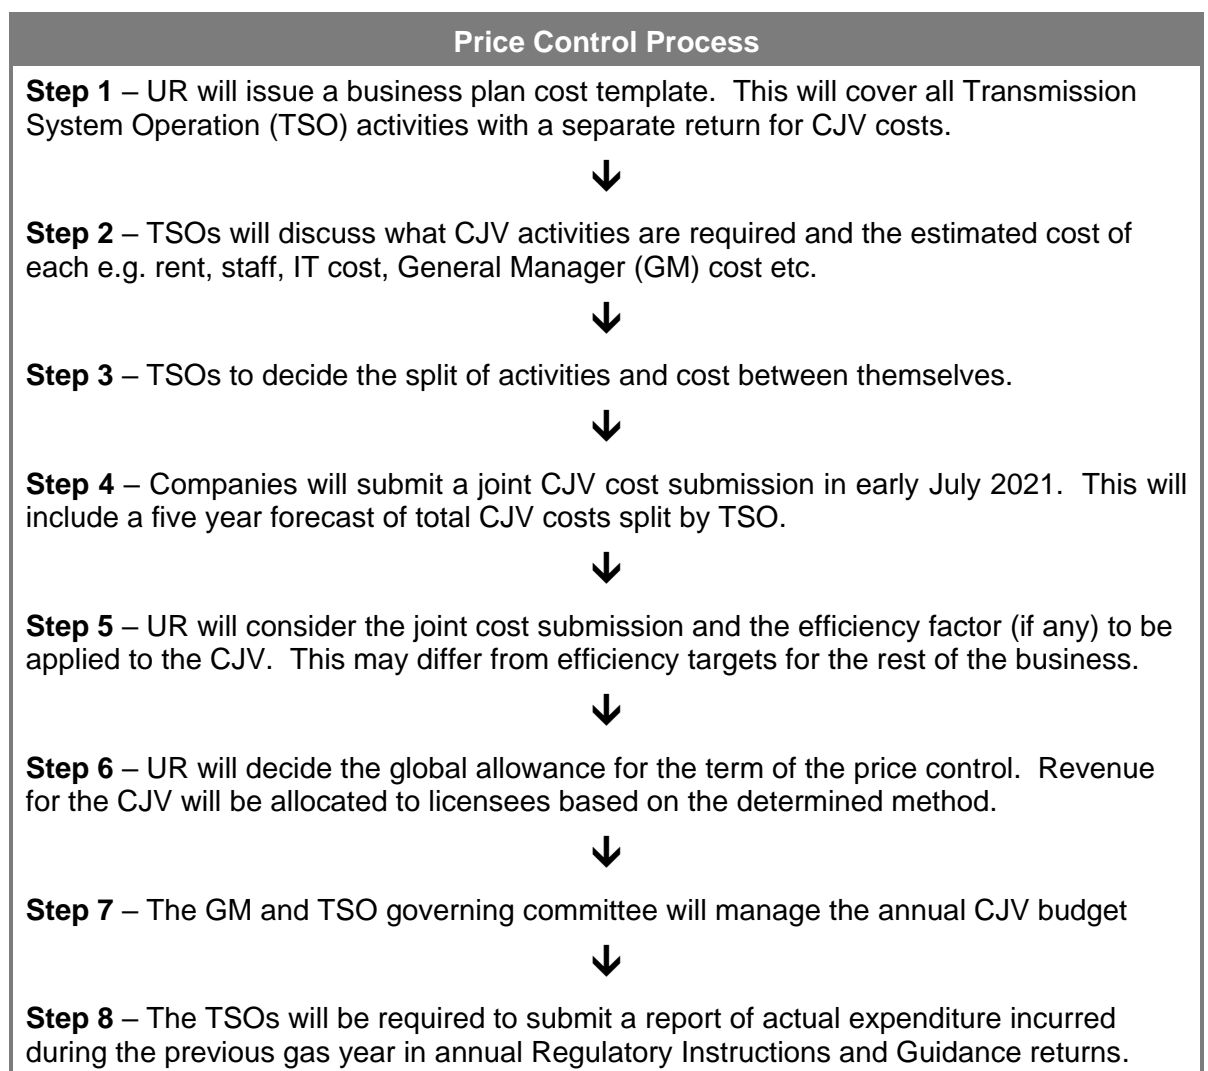 Price Control Process
Step 1 – UR will issue a business plan cost template. This will cover all Transmission
System Operation (TSO) activities with a separate return for CJV costs.
Step 2 – TSOs will discuss what CJV activities are required and the estimated cost of
each e.g. rent, staff, IT cost, General Manager (GM) cost etc.
Step 3 – TSOs to decide the split of activities and cost between themselves.
Step 4 – Companies will submit a joint CJV cost submission in early July 2021. This will
include a five year forecast of total CJV costs split by TSO.
Step 5 – UR will consider the joint cost submission and the efficiency factor (if any) to be
applied to the CJV. This may differ from efficiency targets for the rest of the business.
Step 6 – UR will decide the global allowance for the term of the price control. Revenue
for the CJV will be allocated to licensees based on the determined method.
Step 7 – The GM and TSO governing committee will manage the annual CJV budget
Step 8 – The TSOs will be required to submit a report of actual expenditure incurred
during the previous gas year in annual Regulatory Instructions and Guidance returns.